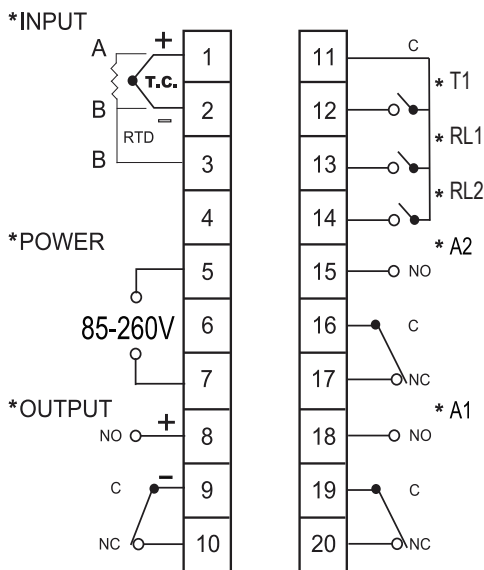 *INPUT
A + 1
T.C.
B - 2
RTD
B 3
4
*POWER
5
85-260V 6
7
*OUTPUT
NO + 8
C - 9
NC 10
11 C
* T1
12
* RL1
13
* RL2
14
* A2
15 NO
16 C
17 NC
* A1
18 NO
19 C
20 NC